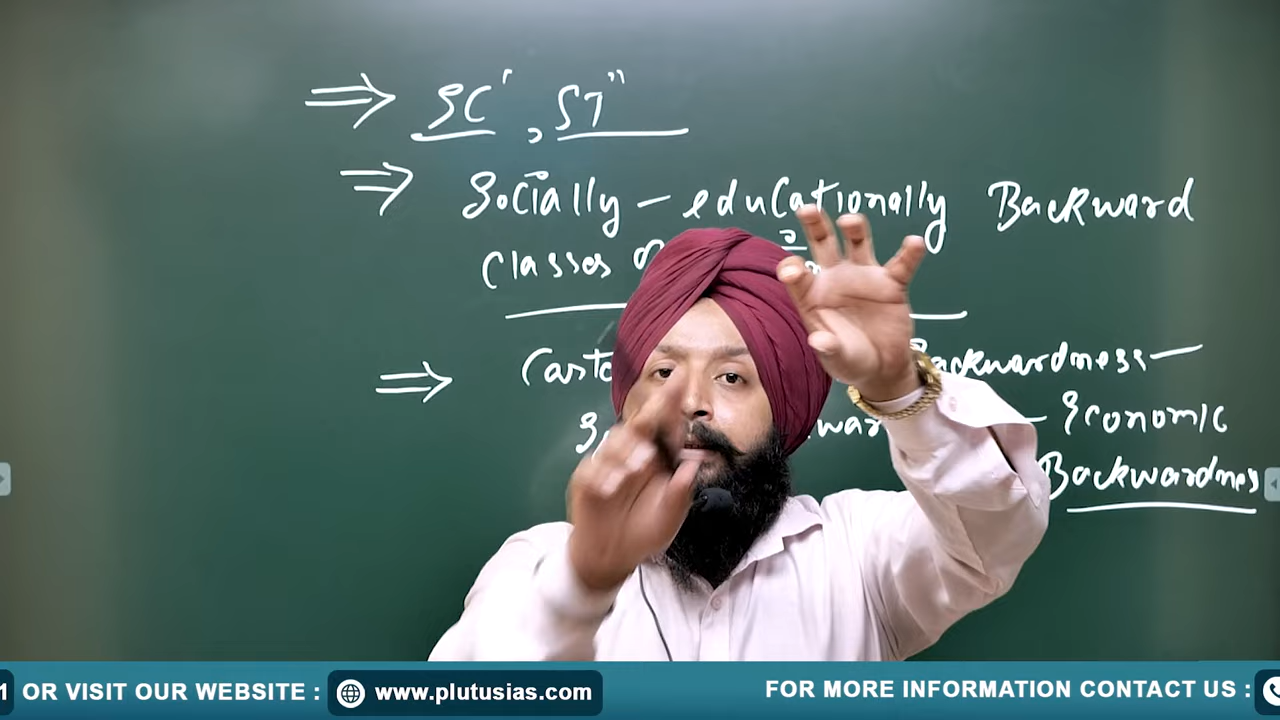 ⇒ SC' , ST"
⇒ Socially - educationally Backward
Classes
⇒ Backwardness -
- Economic
Backwardness
1 OR VISIT OUR WEBSITE : www.plutusias.com FOR MORE INFORMATION CONTACT US :